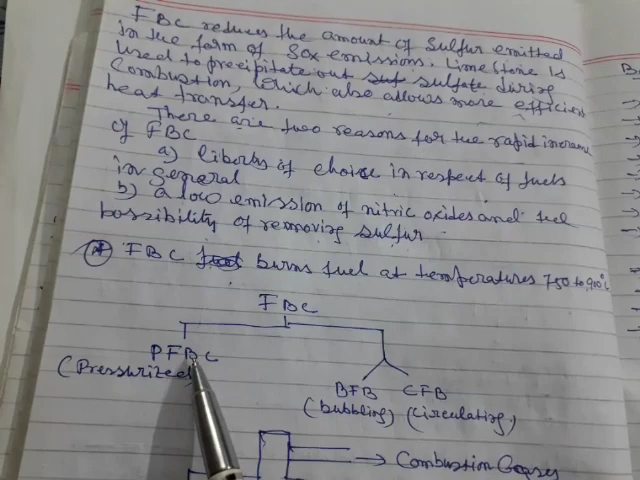 FBC reduces the amount of Sulfur emitted
in the form of SOx emissions. Limestone is
used to precipitate out sulfate during
Combustion, which also allows more efficient
heat transfer.
There are two reasons for the rapid increase
of FBC
a) liberty of choice in respect of fuels
in general
b) a low emission of nitric oxides and the
possibility of removing sulfur.
* FBC burns fuel at temperatures 750 to 900°C
FBC
PFBC
(Pressurized)
BFB CFB
(bubbling) (Circulating)
→ Combustion Gases